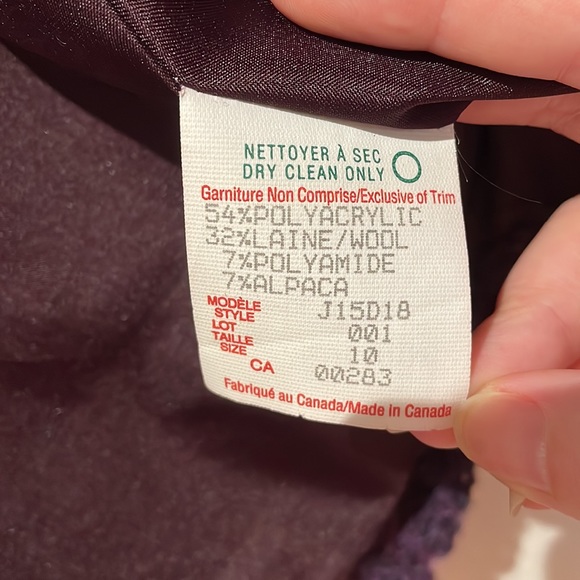 NETTOYER À SEC
DRY CLEAN ONLY
Garniture Non Comprise/Exclusive of Trim
54%POLYACRYLIC
32%LAINE/WOOL
7%POLYAMIDE
7%ALPACA
MODÈLE
STYLE J15D18
LOT 001
TAILLE
SIZE 10
CA 00283
Fabriqué au Canada/Made in Canada